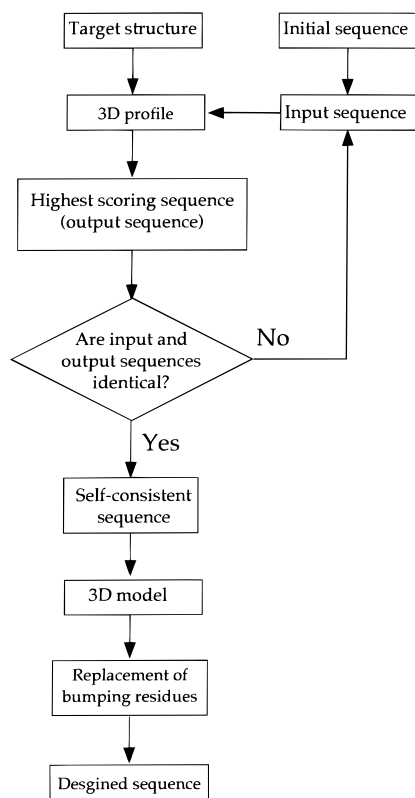 Target structure
Initial sequence
3D profile
Input sequence
Highest scoring sequence
(output sequence)
Are input and
output sequences
identical?
No
Yes
Self-consistent
sequence
3D model
Replacement of
bumping residues
Desgined sequence